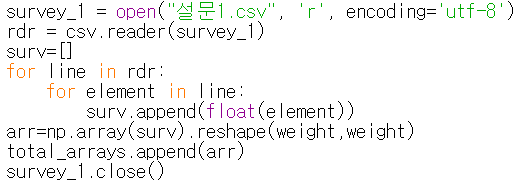 survey_1 = open("설문1.csv", 'r', encoding='utf-8')
rdr = csv.reader(survey_1)
surv=[]
for line in rdr:
    for element in line:
        surv.append(float(element))
arr=np.array(surv).reshape(weight,weight)
total_arrays.append(arr)
survey_1.close()